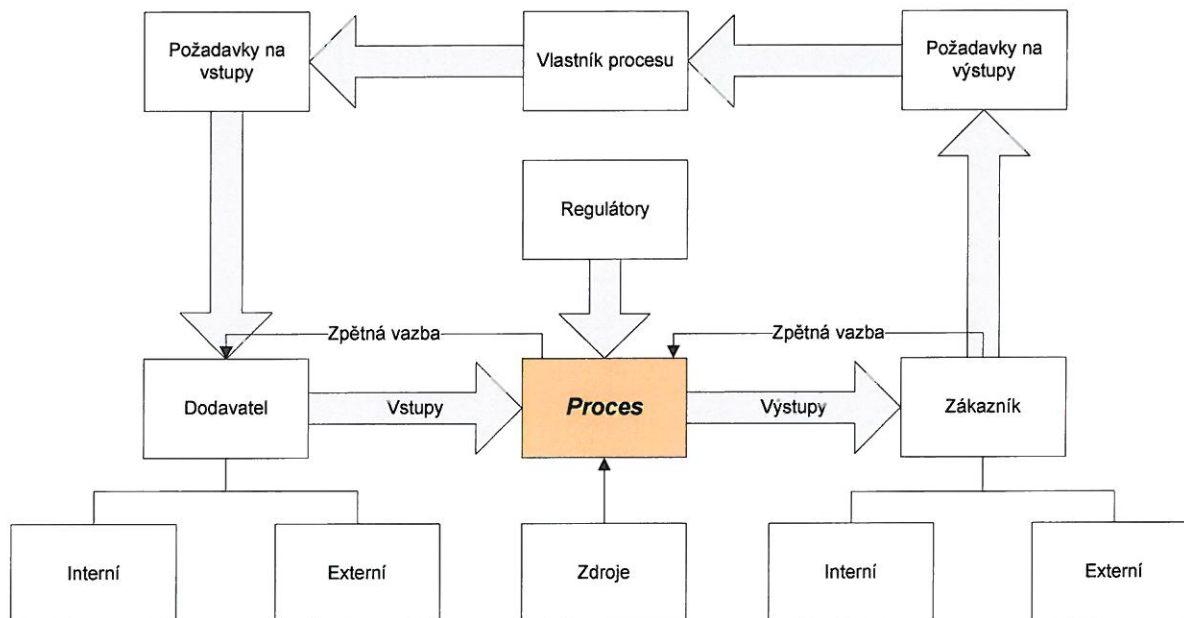 Požadavky na
vstupy
Vlastník procesu
Požadavky na
výstupy
Regulátory
Zpětná vazba
Zpětná vazba
Dodavatel
Vstupy
Proces
Výstupy
Zákazník
Interní
Externí
Zdroje
Interní
Externí